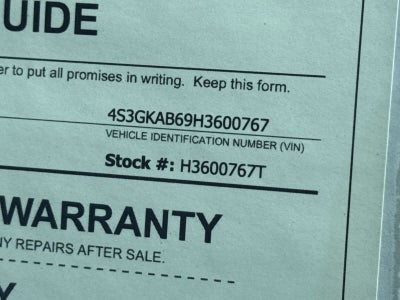 UIDE
er to put all promises in writing. Keep this form.
4S3GKAB69H3600767
VEHICLE IDENTIFICATION NUMBER (VIN)
Stock #: H3600767T
WARRANTY
NY REPAIRS AFTER SALE.